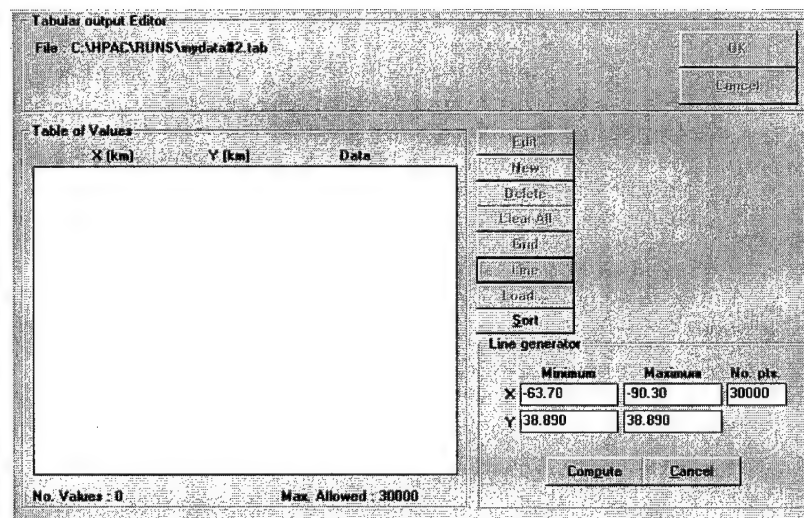 Tabular output Editor
File : C:\HPAC\RUNS\mydata#2.tab
OK
Cancel
Table of Values
X (km) Y (km) Data
Edit
New
Delete
Clear All
Grid
Line
Load...
Sort
Line generator
Minimum Maximum No. pts.
X -63.70 -90.30 30000
Y 38.890 38.890
Compute Cancel
No. Values : 0 Max. Allowed : 30000